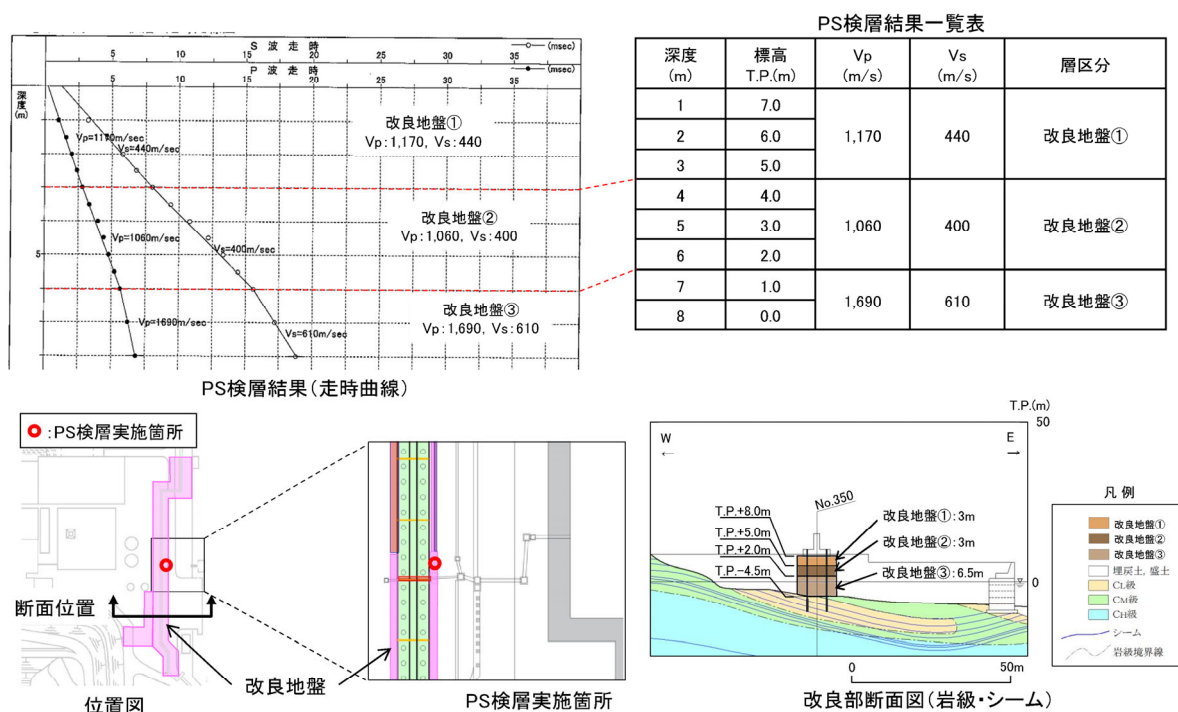 S 波 走 時
5 10 15 20 25 30 35 (msec)
P 波 走 時
5 10 15 20 25 30 35 (msec)
深度(m)
5
Vp=1170m/sec
Vs=440m/sec
改良地盤①
Vp:1,170, Vs:440
Vp=1060m/sec
Vs=400m/sec
改良地盤②
Vp:1,060, Vs:400
Vp=1690m/sec
Vs=610m/sec
改良地盤③
Vp:1,690, Vs:610
PS検層結果(走時曲線)
PS検層結果一覧表
深度(m) 標高T.P.(m) Vp(m/s) Vs(m/s) 層区分
1 7.0
2 6.0 1,170 440 改良地盤①
3 5.0
4 4.0
5 3.0 1,060 400 改良地盤②
6 2.0
7 1.0 1,690 610 改良地盤③
8 0.0
:PS検層実施箇所
断面位置
改良地盤
位置図
PS検層実施箇所
T.P.(m)
50
W
E
←
→
No.350
T.P.+8.0m
T.P.+5.0m
T.P.+2.0m
T.P.-4.5m
改良地盤①:3m
改良地盤②:3m
改良地盤③:6.5m
0
0 50m
改良部断面図(岩級・シーム)
凡 例
改良地盤①
改良地盤②
改良地盤③
埋戻土, 盛土
CL級
CM級
CH級
シーム
岩級境界線